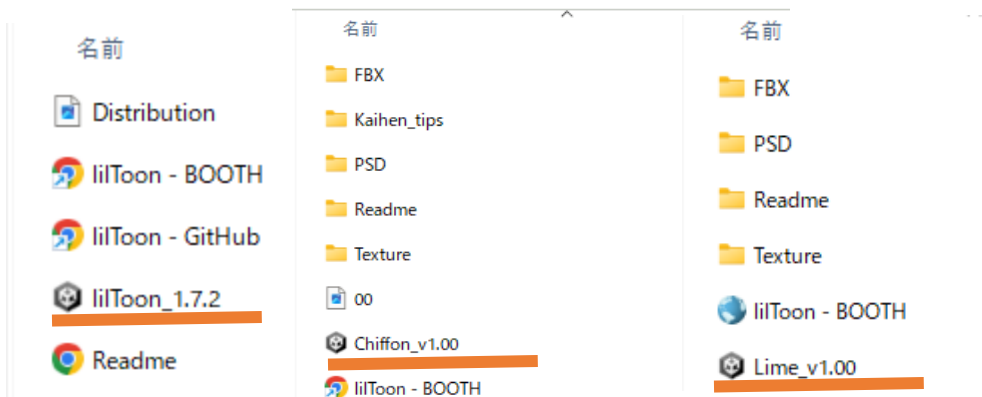 名前
Distribution
lilToon - BOOTH
lilToon - GitHub
lilToon_1.7.2
Readme
名前
FBX
Kaihen_tips
PSD
Readme
Texture
00
Chiffon_v1.00
lilToon - BOOTH
名前
FBX
PSD
Readme
Texture
lilToon - BOOTH
Lime_v1.00